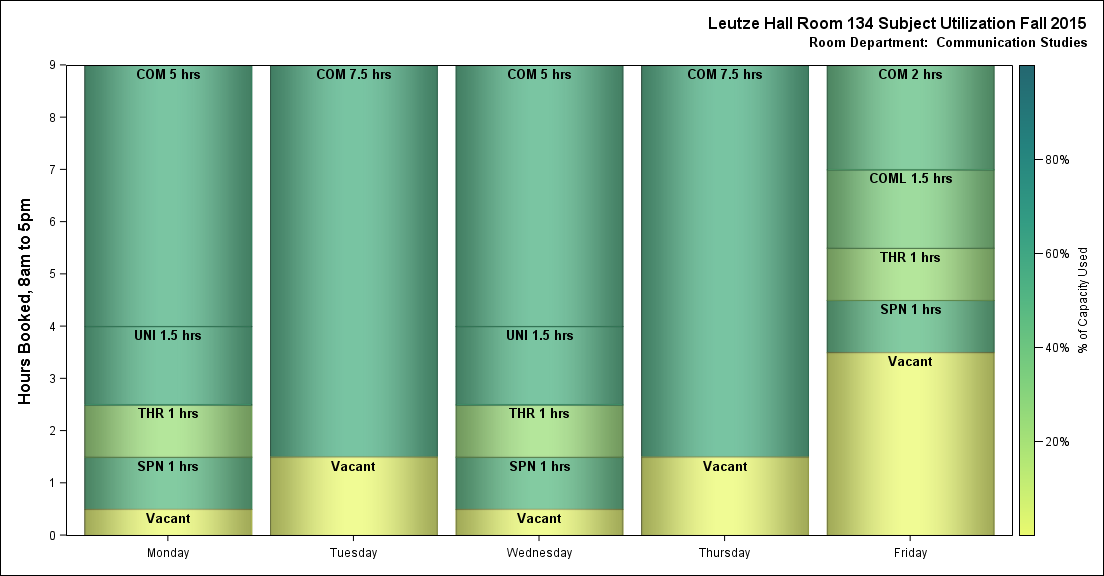 Leutze Hall Room 134 Subject Utilization Fall 2015
Room Department:  Communication Studies
Hours Booked, 8am to 5pm
9
8
7
6
5
4
3
2
1
0
COM 5 hrs
UNI 1.5 hrs
THR 1 hrs
SPN 1 hrs
Vacant
COM 7.5 hrs
Vacant
COM 5 hrs
UNI 1.5 hrs
THR 1 hrs
SPN 1 hrs
Vacant
COM 7.5 hrs
Vacant
COM 2 hrs
COML 1.5 hrs
THR 1 hrs
SPN 1 hrs
Vacant
Monday
Tuesday
Wednesday
Thursday
Friday
80%
60%
40%
20%
% of Capacity Used